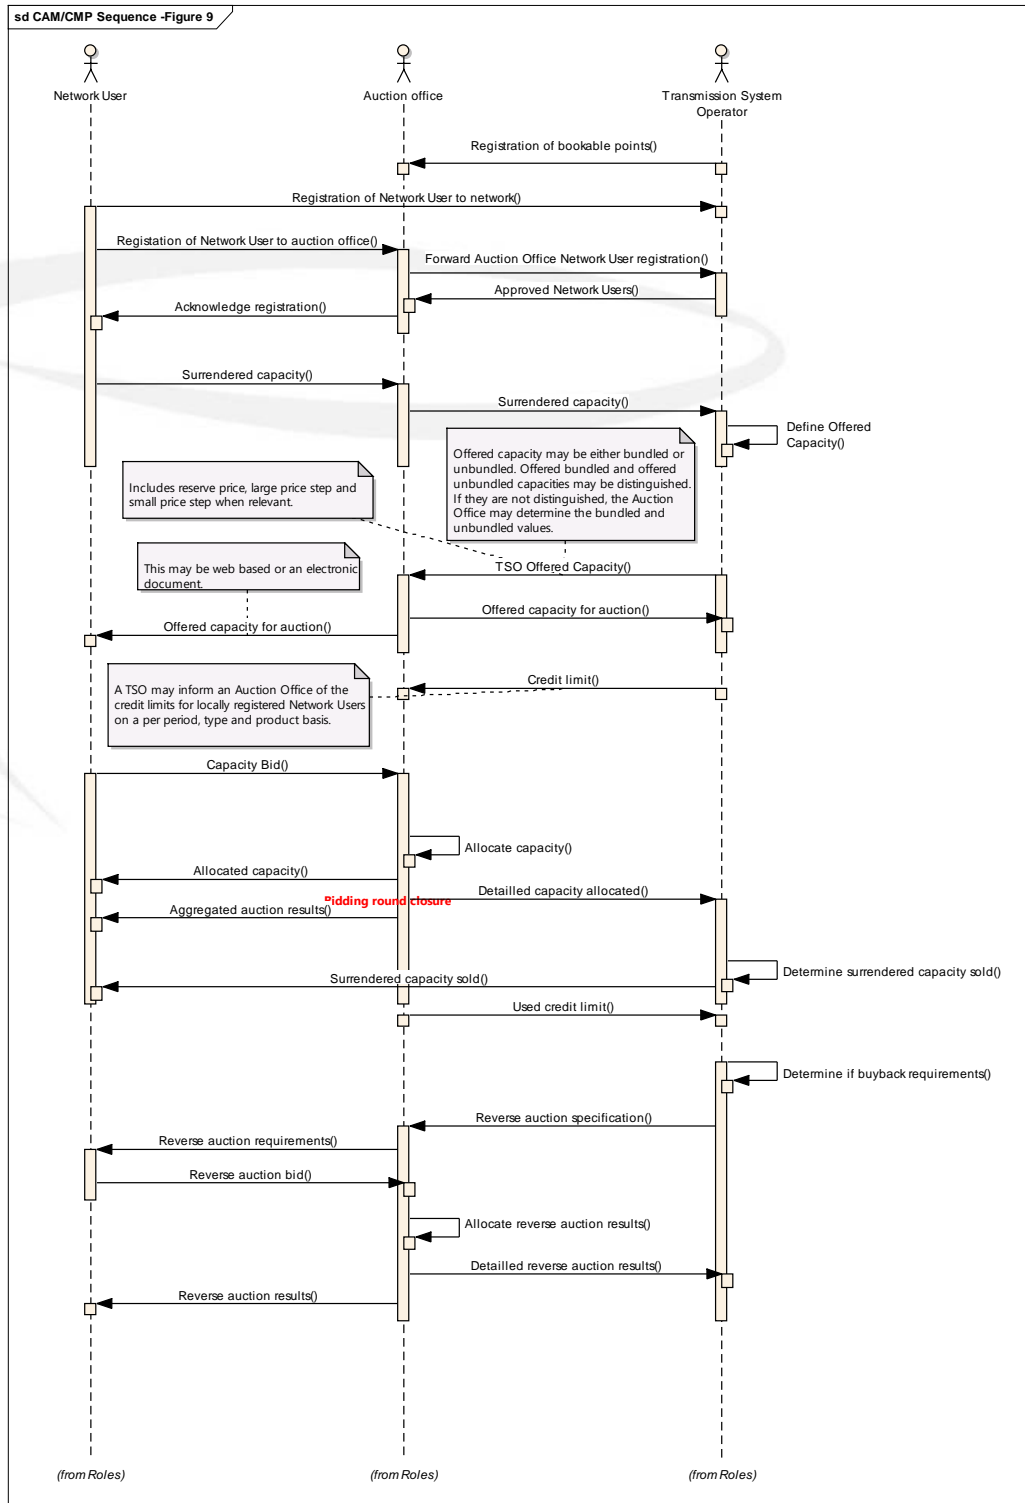 sd CAM/CMP Sequence -Figure 9
Network User
Auction office
Transmission System
Operator
Registration of bookable points()
Registration of Network User to network()
Registation of Network User to auction office()
Forward Auction Office Network User registration()
Approved Network Users()
Acknowledge registration()
Surrendered capacity()
Surrendered capacity()
Define Offered
Capacity()
Offered capacity may be either bundled or
unbundled. Offered bundled and offered
unbundled capacities may be distinguished.
If they are not distinguished, the Auction
Office may determine the bundled and
unbundled values.
Includes reserve price, large price step and
small price step when relevant.
This may be web based or an electronic
document.
TSO Offered Capacity()
Offered capacity for auction()
Offered capacity for auction()
A TSO may inform an Auction Office of the
credit limits for locally registered Network Users
on a per period, type and product basis.
Credit limit()
Capacity Bid()
Allocate capacity()
Allocated capacity()
Detailled capacity allocated()
Bidding round closure
Aggregated auction results()
Determine surrendered capacity sold()
Surrendered capacity sold()
Used credit limit()
Determine if buyback requirements()
Reverse auction specification()
Reverse auction requirements()
Reverse auction bid()
Allocate reverse auction results()
Detailled reverse auction results()
Reverse auction results()
(from Roles)
(from Roles)
(from Roles)